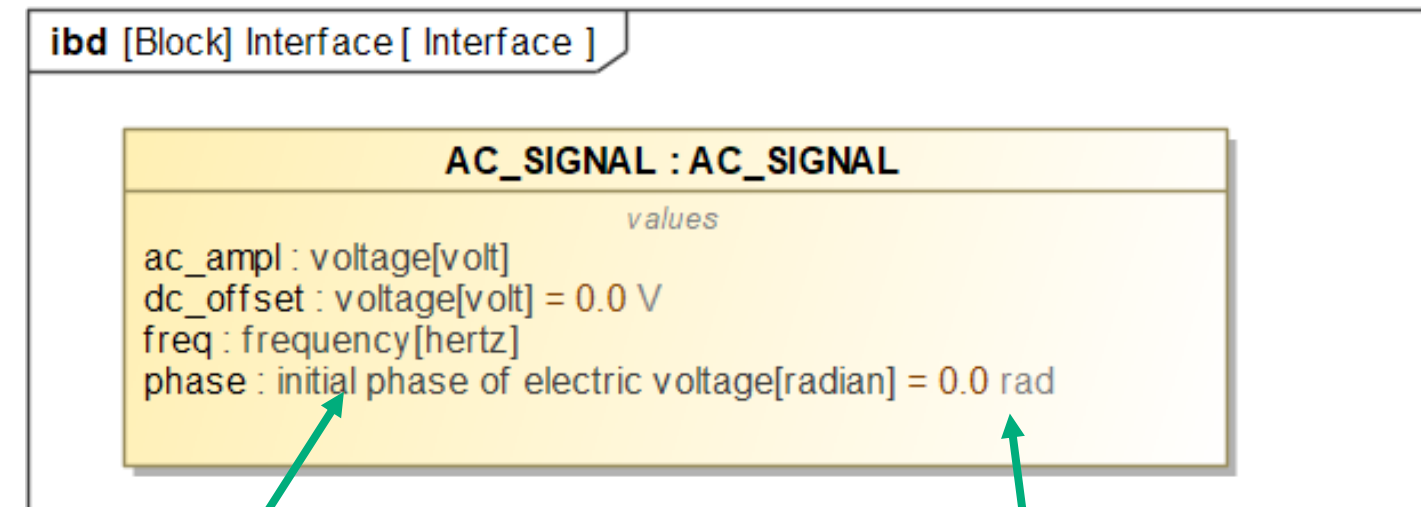 ibd [Block] Interface [ Interface ]
AC_SIGNAL : AC_SIGNAL
values
ac_ampl : voltage[volt]
dc_offset : voltage[volt] = 0.0 V
freq : frequency[hertz]
phase : initial phase of electric voltage[radian] = 0.0 rad